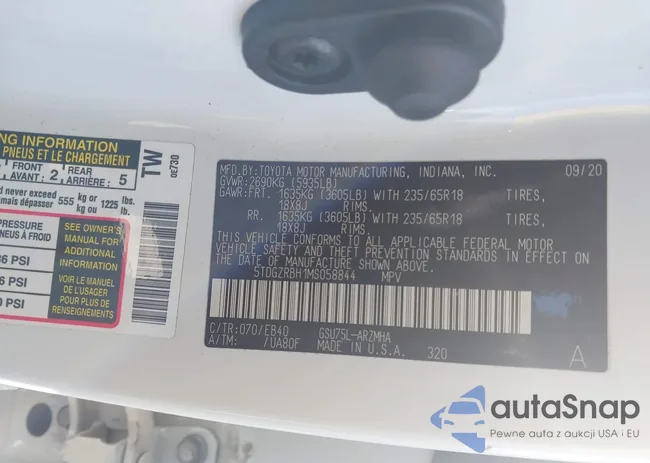 NG INFORMATION
PNEUS ET LE CHARGEMENT
FRONT 2 REAR 5
AVANT : ARRIÈRE:
d never exceed 555 kg or 1225 lbs.
mais dépasser kg ou lb.
TW
0E730
PRESSURE
PNEUS À FROID
6 PSI
0 PSI
SEE OWNER'S
MANUAL FOR
ADDITIONAL
INFORMATION
VOIR LE MANUEL
DE L'USAGER
POUR PLUS DE
RENSEIGNEMENTS
MFD.BY:TOYOTA MOTOR MANUFACTURING, INDIANA, INC. 09/20
GVWR:2690KG (5935LB)
GAWR:FRT. 1635KG (3605LB) WITH 235/65R18 TIRES,
18X8J RIMS,
RR. 1635KG (3605LB) WITH 235/65R18 TIRES,
18X8J RIMS.
THIS VEHICLE CONFORMS TO ALL APPLICABLE FEDERAL MOTOR
VEHICLE SAFETY AND THEFT PREVENTION STANDARDS IN EFFECT ON
THE DATE OF MANUFACTURE SHOWN ABOVE.
5TDGZRBH1MS058844 MPV
C/TR:070/EB40 GSU75L-ARZMHA
A/TM: /UA80F MADE IN U.S.A. 320 A
autaSnap
Pewne auta z aukcji USA i EU